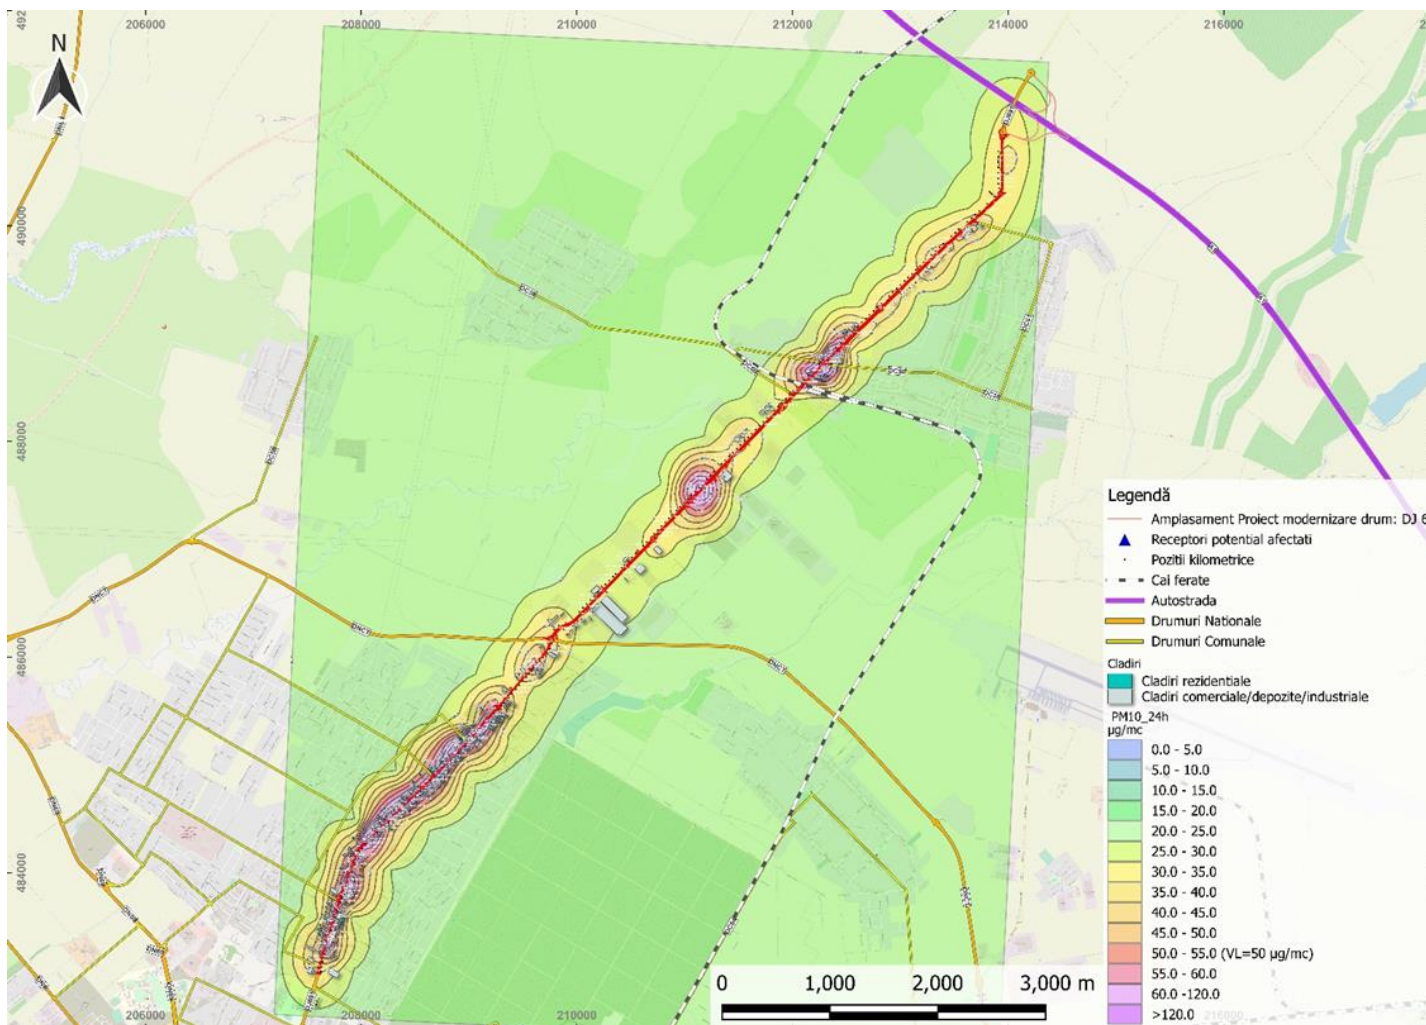 492
206000
208000
210000
212000
214000
216000
N
490000
488000
486000
484000
DNCT
DNCT
206000
208000
210000
0 1,000 2,000 3,000 m
Legendă
Amplasament Proiect modernizare drum: DJ 6
Receptori potential afectati
Pozitii kilometrice
Cai ferate
Autostrada
Drumuri Nationale
Drumuri Comunale
Cladiri
Cladiri rezidentiale
Cladiri comerciale/depozite/industriale
PM10_24h
µg/mc
0.0 - 5.0
5.0 - 10.0
10.0 - 15.0
15.0 - 20.0
20.0 - 25.0
25.0 - 30.0
30.0 - 35.0
35.0 - 40.0
40.0 - 45.0
45.0 - 50.0
50.0 - 55.0 (VL=50 µg/mc)
55.0 - 60.0
60.0 -120.0
>120.0
216000